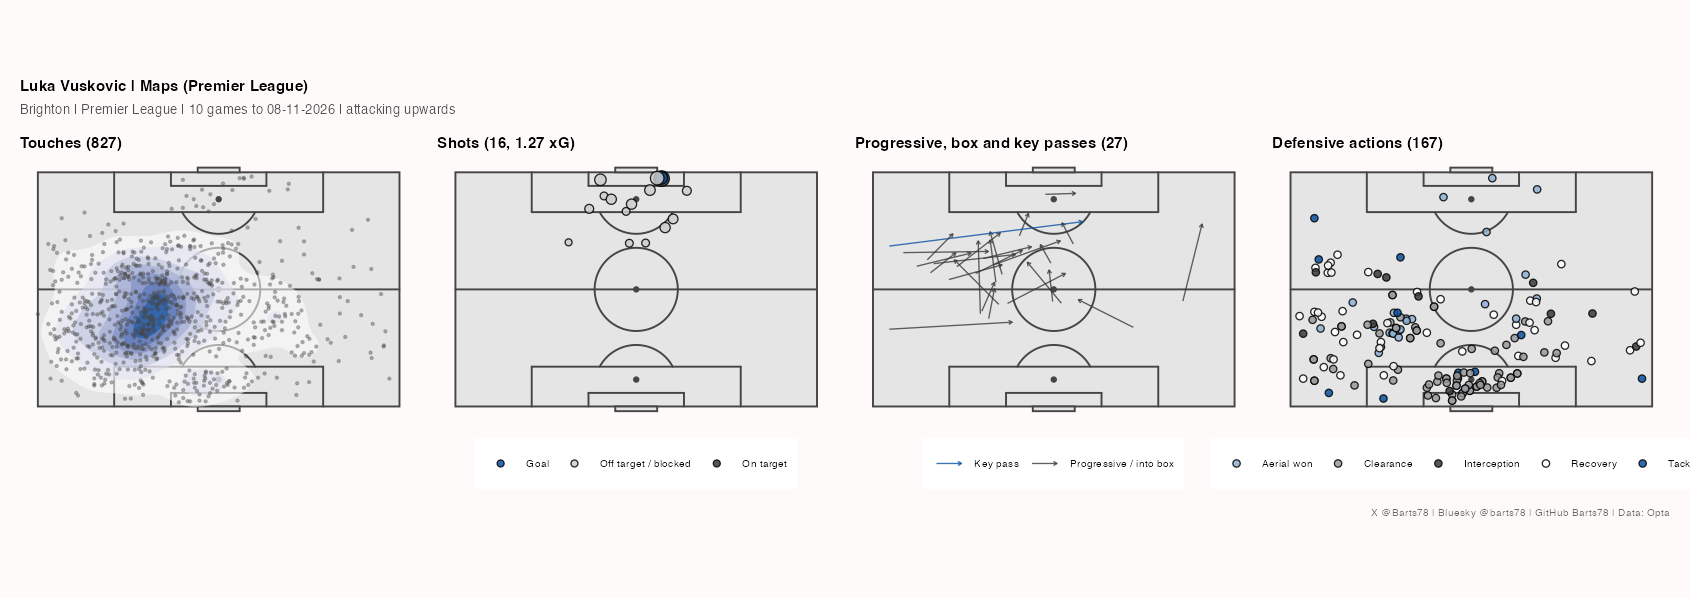 Luka Vuskovic | Maps (Premier League)
Brighton | Premier League | 10 games to 08-11-2026 | attacking upwards
Touches (827)
Shots (16, 1.27 xG)
Progressive, box and key passes (27)
Defensive actions (167)
Goal
Off target / blocked
On target
Key pass
Progressive / into box
Aerial won
Clearance
Interception
Recovery
Tack
X @Barts78 | Bluesky @barts78 | GitHub Barts78 | Data: Opta